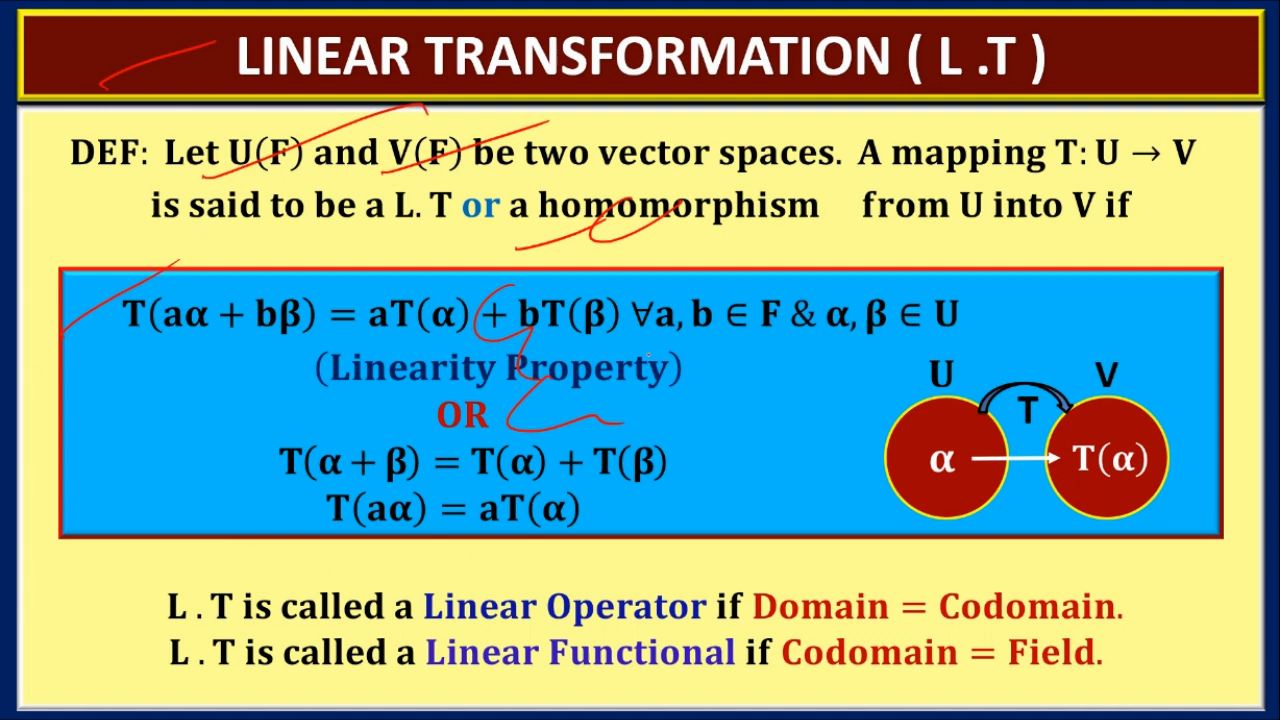 LINEAR TRANSFORMATION ( L .T )
DEF: Let U(F) and V(F) be two vector spaces. A mapping T: U → V
is said to be a L. T or a homomorphism from U into V if
T(aα + bβ) = aT(α) + bT(β) ∀a, b ∈ F & α, β ∈ U
(Linearity Property)
OR
T(α + β) = T(α) + T(β)
T(aα) = aT(α)
U V
T
α T(α)
L . T is called a Linear Operator if Domain = Codomain.
L . T is called a Linear Functional if Codomain = Field.